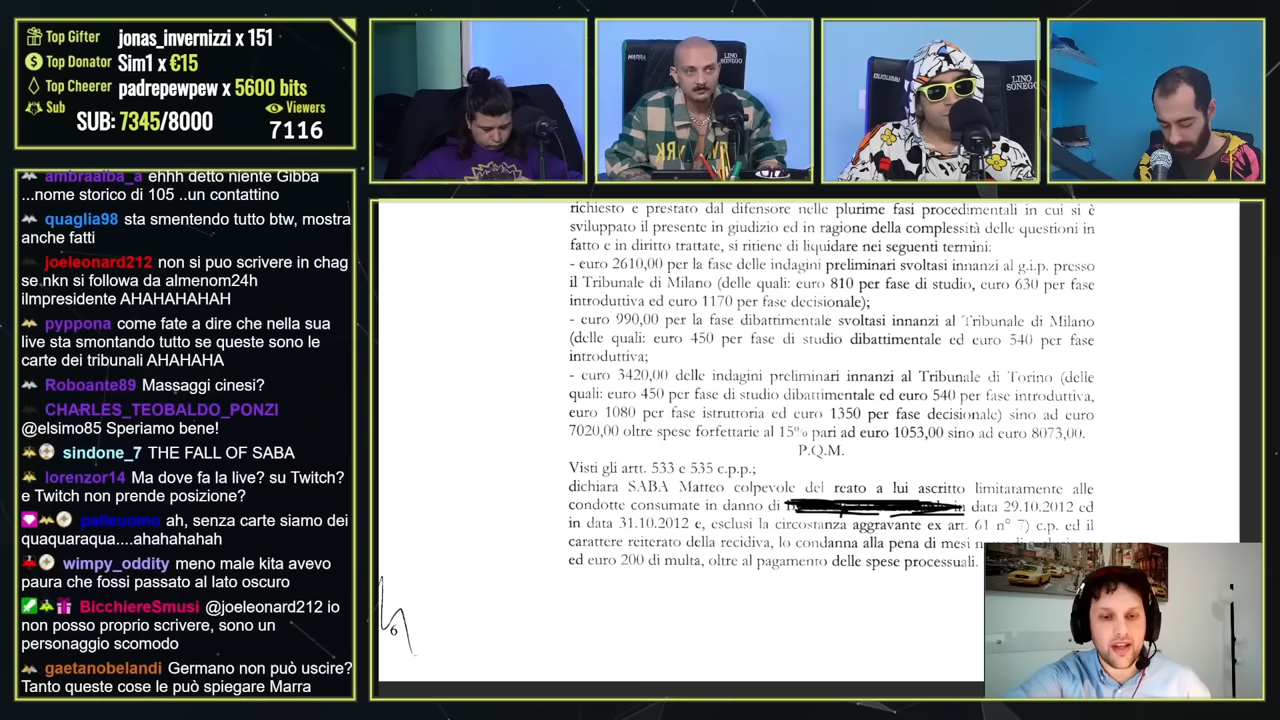 Top Gifter jonas_invernizzi x 151
Top Donator Sim1 x €15
Top Cheerer padrepewpew x 5600 bits
Sub
SUB: 7345/8000
Viewers
7116
ambraalba_a ehhh detto niente Gibba
...nome storico di 105 ..un contattino
quaglia98 sta smentendo tutto btw, mostra
anche fatti
joeleonard212 non si puo scrivere in chag
se nkn si followa da almenom24h
iImpresidente AHAHAHAHAH
pyppona come fate a dire che nella sua
live sta smontando tutto se queste sono le
carte dei tribunali AHAHAHA
Roboante89 Massaggi cinesi?
CHARLES_TEOBALDO_PONZI
@elsimo85 Speriamo bene!
sindone_7 THE FALL OF SABA
lorenzor14 Ma dove fa la live? su Twitch?
e Twitch non prende posizione?
palleuomo ah, senza carte siamo dei
quaquaraqua....ahahahahah
wimpy_oddity meno male kita avevo
paura che fossi passato al lato oscuro
BicchiereSmusi @joeleonard212 io
non posso proprio scrivere, sono un
personaggio scomodo
gaetanobelandi Germano non può uscire?
Tanto queste cose le può spiegare Marra
LINO
SONEGO
LINO
SONEGO
richiesto e prestato dal difensore nelle plurime fasi procedimentali in cui si è
sviluppato il presente in giudizio ed in ragione della complessità delle questioni in
fatto e in diritto trattate, si ritiene di liquidare nei seguenti termini:
- euro 2610,00 per la fase delle indagini preliminari svoltasi innanzi al g.i.p. presso
il Tribunale di Milano (delle quali: euro 810 per fase di studio, euro 630 per fase
introduttiva ed euro 1170 per fase decisionale);
- euro 990,00 per la fase dibattimentale svoltasi innanzi al Tribunale di Milano
(delle quali: euro 450 per fase di studio dibattimentale ed euro 540 per fase
introduttiva;
- euro 3420,00 delle indagini preliminari innanzi al Tribunale di Torino (delle
quali: euro 450 per fase di studio dibattimentale ed euro 540 per fase introduttiva,
euro 1080 per fase istruttoria ed euro 1350 per fase decisionale) sino ad euro
7020,00 oltre spese forfettarie al 15% pari ad euro 1053,00 sino ad euro 8073,00.
P.Q.M.
Visti gli artt. 533 e 535 c.p.p.;
dichiara SABA Matteo colpevole del reato a lui ascritto limitatamente alle
condotte consumate in danno di in data 29.10.2012 ed
in data 31.10.2012 e, esclusi la circostanza aggravante ex art. 61 n° 7) c.p. ed il
carattere reiterato della recidiva, lo condanna alla pena di mesi
ed euro 200 di multa, oltre al pagamento delle spese processuali.
6